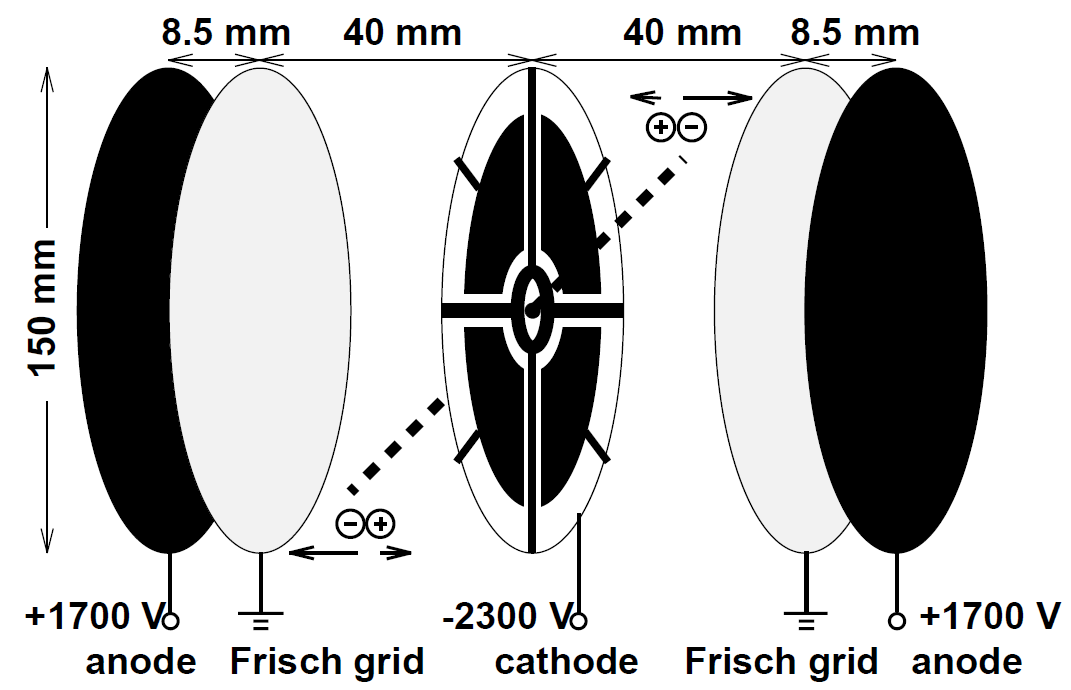 8.5 mm 40 mm 40 mm 8.5 mm
150 mm
+ −
− +
+1700 V -2300 V +1700 V
anode Frisch grid cathode Frisch grid anode